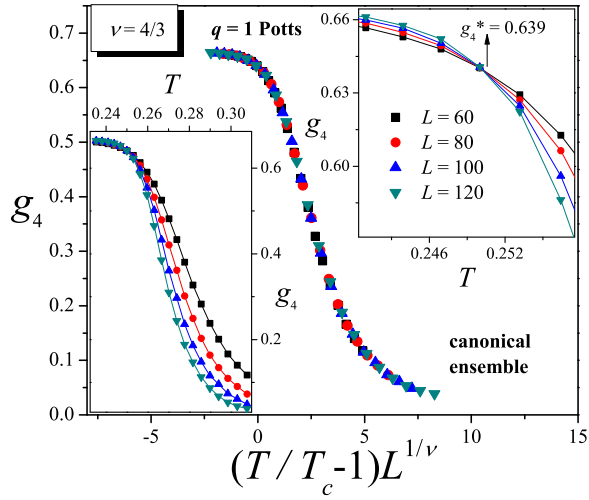 ν = 4/3
q = 1 Potts
g4* = 0.639
0.66
0.63
0.60
g4
L = 60
L = 80
L = 100
L = 120
0.246
0.252
T
T
0.24
0.26
0.28
0.30
0.6
0.4
0.2
g4
g4
0.7
0.6
0.5
0.4
0.3
0.2
0.1
0.0
canonical
ensemble
-5
0
5
10
15
(T / Tc-1)L^1/ν